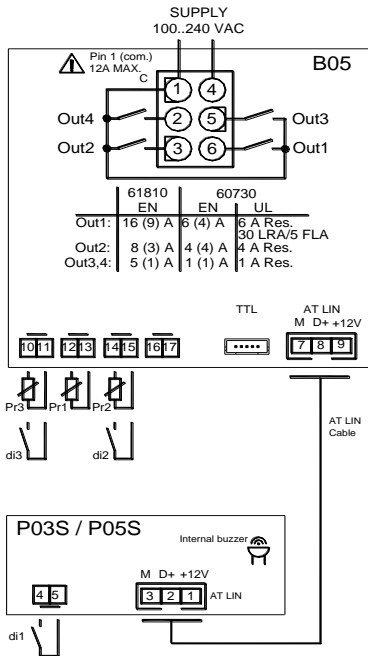 SUPPLY
100..240 VAC
Pin 1 (com.)
12A MAX.
B05
C
1 4
Out4 2 5 Out3
Out2 3 6 Out1
61810 60730
EN EN UL
Out1: 16 (9) A 6 (4) A 6 A Res.
30 LRA/5 FLA
Out2: 8 (3) A 4 (4) A 4 A Res.
Out3,4: 5 (1) A 1 (1) A 1 A Res.
TTL AT LIN
M D+ +12V
10 11 12 13 14 15 16 17 7 8 9
Pr3 Pr1 Pr2
di3 di2
AT LIN
Cable
P03S / P05S
Internal buzzer
M D+ +12V
4 5 3 2 1 AT LIN
di1